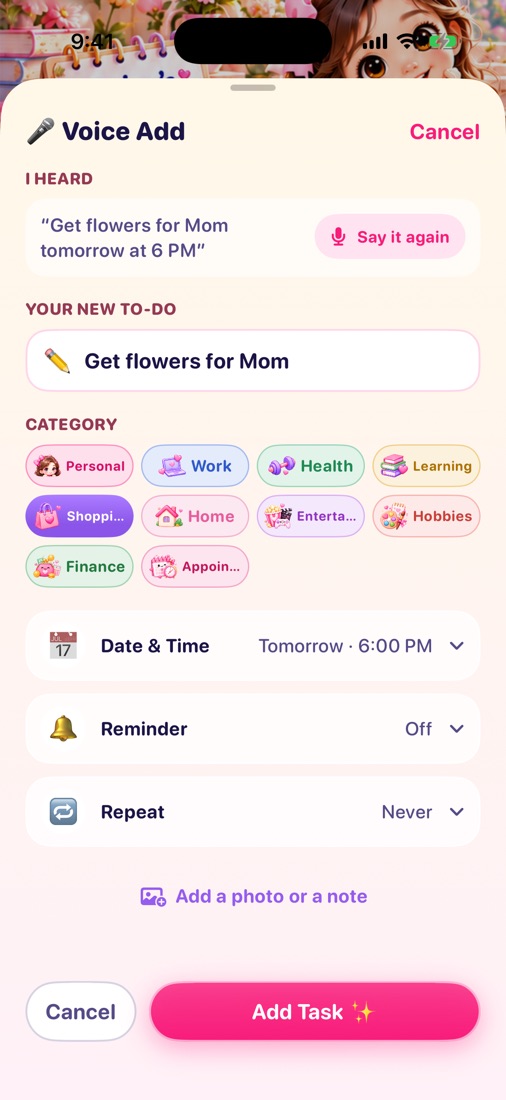 9:41
🎤 Voice Add
Cancel
I HEARD
“Get flowers for Mom
tomorrow at 6 PM”
Say it again
YOUR NEW TO-DO
✏️ Get flowers for Mom
CATEGORY
Personal
Work
Health
Learning
Shoppi...
Home
Enterta...
Hobbies
Finance
Appoin...
JUL
17
Date & Time
Tomorrow · 6:00 PM
🔔 Reminder
Off
🔁 Repeat
Never
Add a photo or a note
Cancel
Add Task ✨